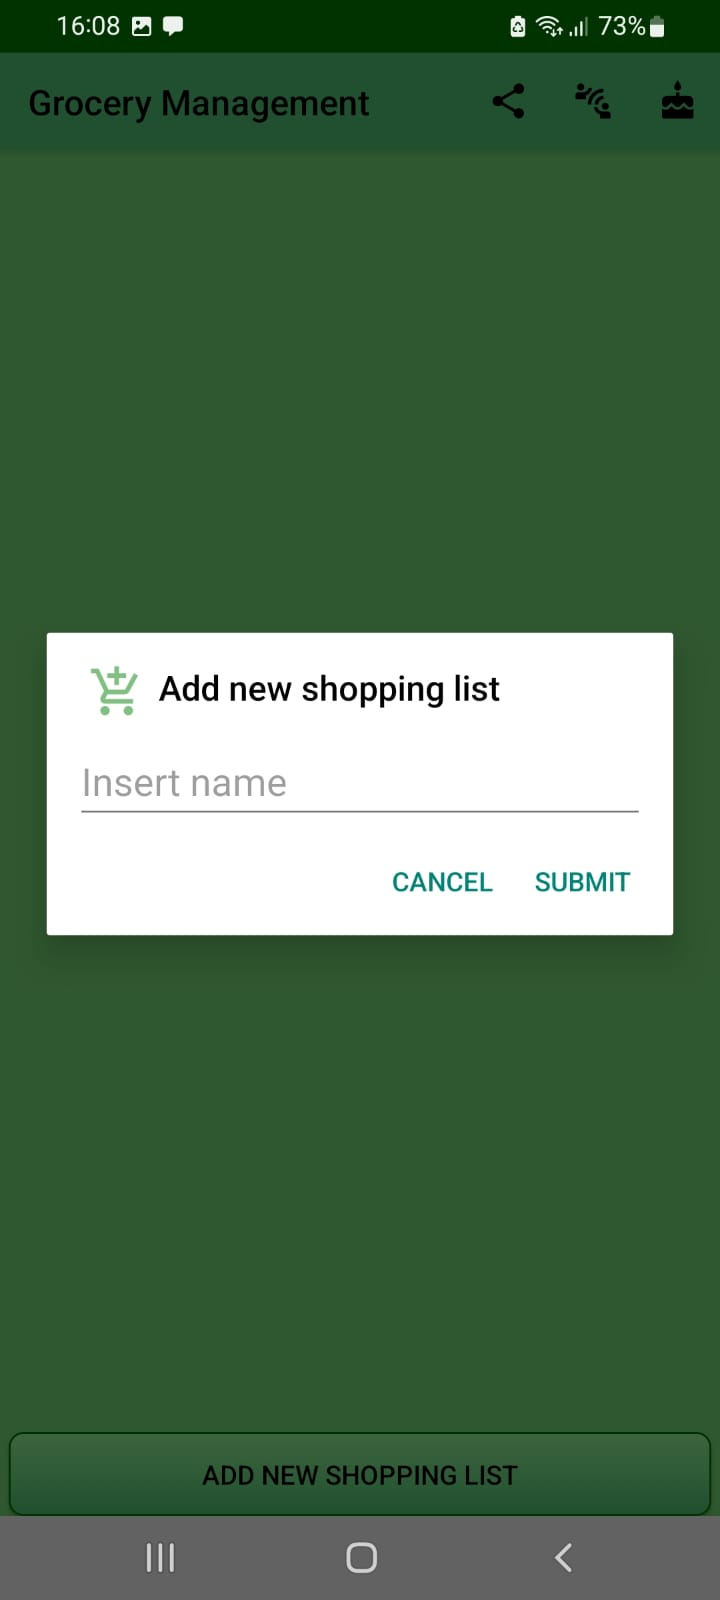 16:08 73%
Grocery Management
Add new shopping list
Insert name
CANCEL SUBMIT
ADD NEW SHOPPING LIST